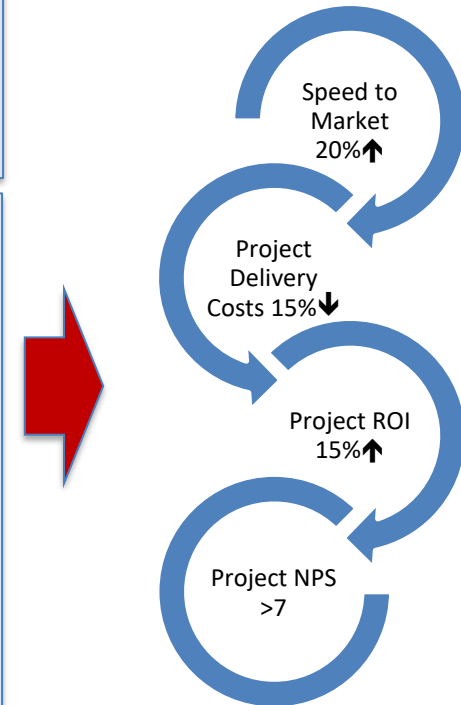 Speed to
Market
20%🡹
Project
Delivery
Costs 15%🡻
Project ROI
15%🡹
Project NPS
>7